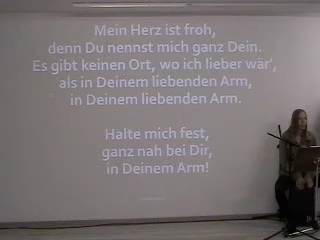 Mein Herz ist froh,
denn Du nennst mich ganz Dein.
Es gibt keinen Ort, wo ich lieber wär',
als in Deinem liebenden Arm,
in Deinem liebenden Arm.
Halte mich fest,
ganz nah bei Dir,
in Deinem Arm!